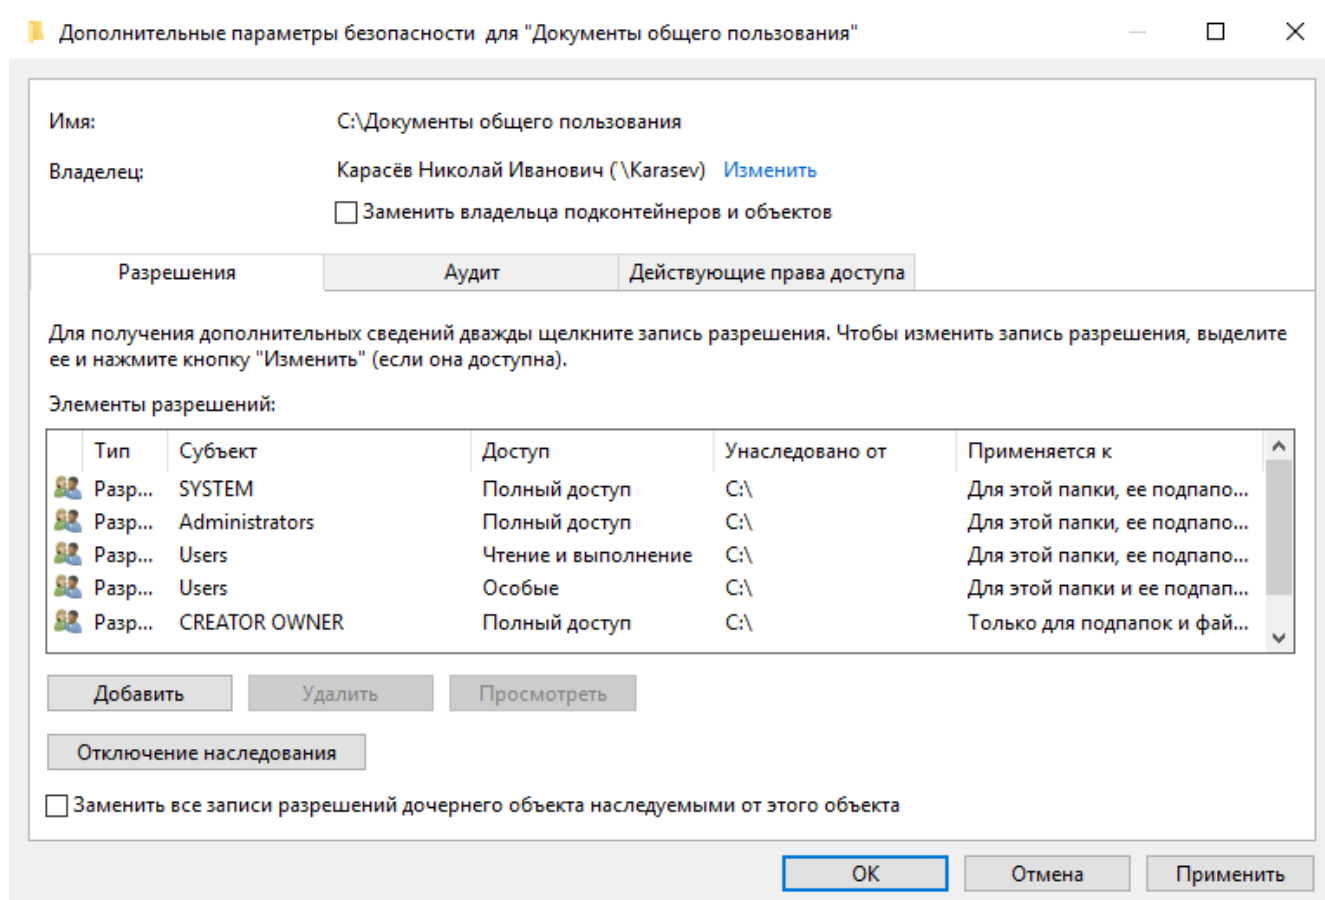 Дополнительные параметры безопасности для "Документы общего пользования"
Имя: С:\Документы общего пользования
Владелец: Карасёв Николай Иванович ( \Karasev) Изменить
Заменить владельца подконтейнеров и объектов
Разрешения Аудит Действующие права доступа
Для получения дополнительных сведений дважды щелкните запись разрешения. Чтобы изменить запись разрешения, выделите
ее и нажмите кнопку "Изменить" (если она доступна).
Элементы разрешений:
Тип Субъект Доступ Унаследовано от Применяется к
Разр... SYSTEM Полный доступ C:\ Для этой папки, ее подпапо...
Разр... Administrators Полный доступ C:\ Для этой папки, ее подпапо...
Разр... Users Чтение и выполнение C:\ Для этой папки, ее подпапо...
Разр... Users Особые C:\ Для этой папки и ее подпап...
Разр... CREATOR OWNER Полный доступ C:\ Только для подпапок и фай...
Добавить Удалить Просмотреть
Отключение наследования
Заменить все записи разрешений дочернего объекта наследуемыми от этого объекта
ОК Отмена Применить